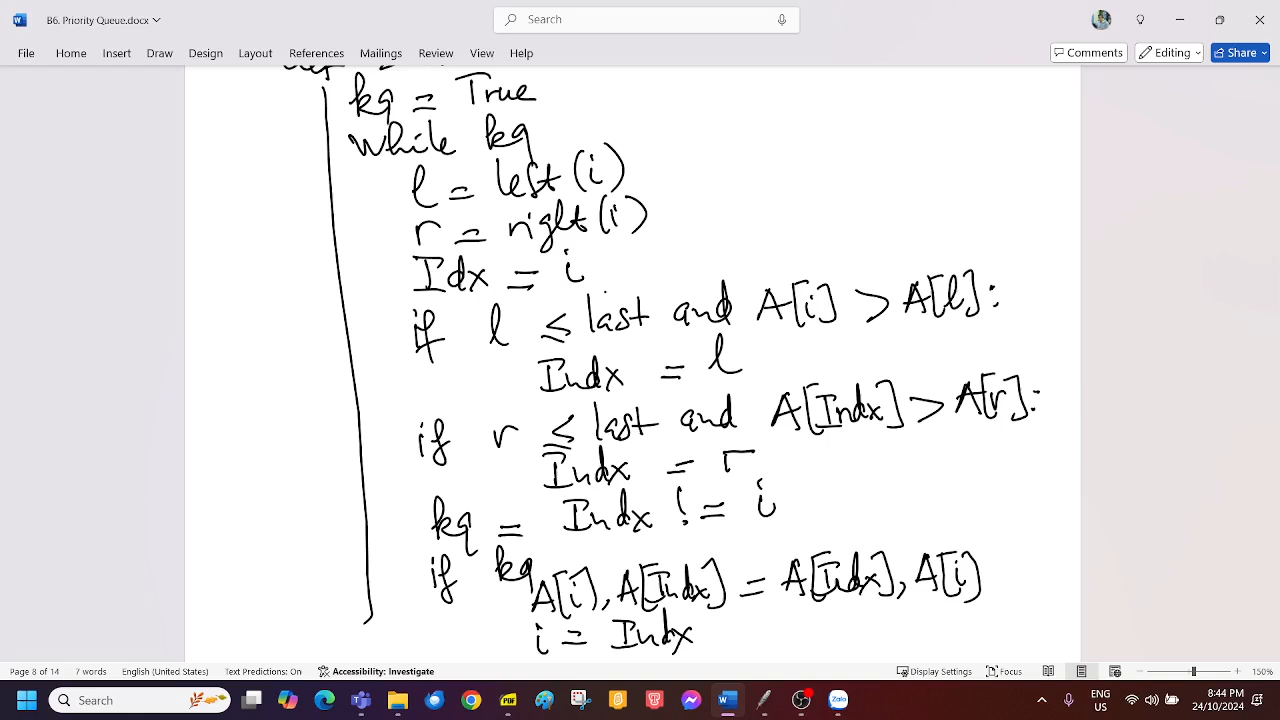 B6. Priority Queue.docx
Search
File Home Insert Draw Design Layout References Mailings Review View Help
Comments Editing Share
kq = True
while kq
l = left(i)
r = right(i)
Idx = i
if l ≤ last and A[i] > A[l]:
Indx = l
if r ≤ last and A[Indx] > A[r]:
Indx = r
kq = Indx != i
if kq
A[i], A[Indx] = A[Indx], A[i]
i = Indx
Page 8 of 14 7 words Text Predictions: On Accessibility: Investigate Display Settings Focus 150%
Search PDF Zalo ENG 8:44 PM
US 24/10/2024